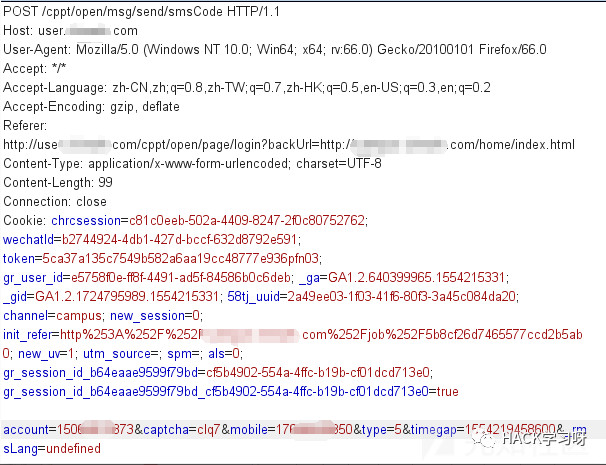 POST /cppt/open/msg/send/smsCode HTTP/1.1
Host: user. .com
User-Agent: Mozilla/5.0 (Windows NT 10.0; Win64; x64; rv:66.0) Gecko/20100101 Firefox/66.0
Accept: */*
Accept-Language: zh-CN,zh;q=0.8,zh-TW;q=0.7,zh-HK;q=0.5,en-US;q=0.3,en;q=0.2
Accept-Encoding: gzip, deflate
Referer:
http://use .com/cppt/open/page/login?backUrl=http:/ .com/home/index.html
Content-Type: application/x-www-form-urlencoded; charset=UTF-8
Content-Length: 99
Connection: close
Cookie: chrcsession=c81c0eeb-502a-4409-8247-2f0c80752762;
wechatId=b2744924-4db1-427d-bccf-632d8792e591;
token=5ca37a135c7549b582a6aa19cc48777e936pfn03;
gr_user_id=e5758f0e-ff8f-4491-ad5f-84586b0c6deb; _ga=GA1.2.640399965.1554215331;
_gid=GA1.2.1724795989.1554215331; 58tj_uuid=2a49ee03-1f03-41f6-80f3-3a45c084da20;
channel=campus; new_session=0;
init_refer=http%253A%252F%252F com%252Fjob%252F5b8cf26d7465577ccd2b5ab
0; new_uv=1; utm_source=; spm=; als=0;
gr_session_id_b64eaae9599f79bd=cf5b4902-554a-4ffc-b19b-cf01dcd713e0;
gr_session_id_b64eaae9599f79bd_cf5b4902-554a-4ffc-b19b-cf01dcd713e0=true
account=1506 873&captcha=clq7&mobile=176 850&type=5&timegap=1554219458600&_rm
sLang=undefined
HACK学习呀